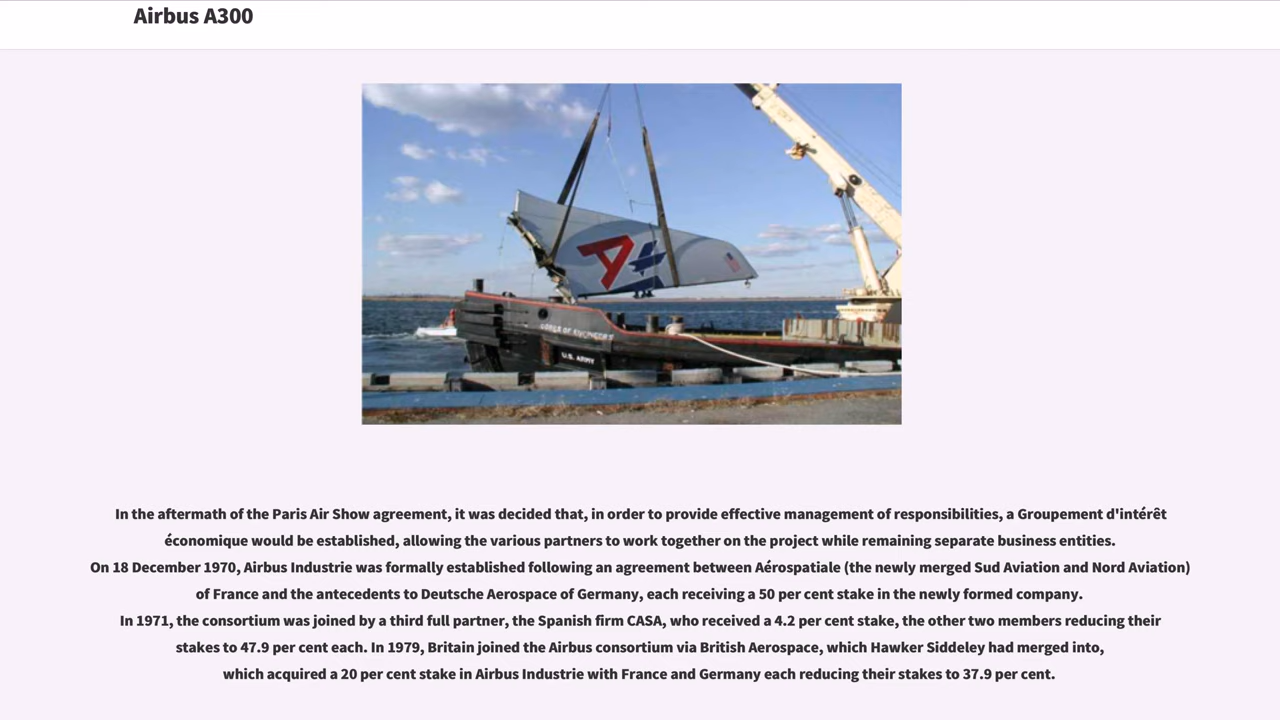 Airbus A300
A
CORPS OF ENGINEERS
U.S. ARMY
In the aftermath of the Paris Air Show agreement, it was decided that, in order to provide effective management of responsibilities, a Groupement d'intérêt
économique would be established, allowing the various partners to work together on the project while remaining separate business entities.
On 18 December 1970, Airbus Industrie was formally established following an agreement between Aérospatiale (the newly merged Sud Aviation and Nord Aviation)
of France and the antecedents to Deutsche Aerospace of Germany, each receiving a 50 per cent stake in the newly formed company.
In 1971, the consortium was joined by a third full partner, the Spanish firm CASA, who received a 4.2 per cent stake, the other two members reducing their
stakes to 47.9 per cent each. In 1979, Britain joined the Airbus consortium via British Aerospace, which Hawker Siddeley had merged into,
which acquired a 20 per cent stake in Airbus Industrie with France and Germany each reducing their stakes to 37.9 per cent.